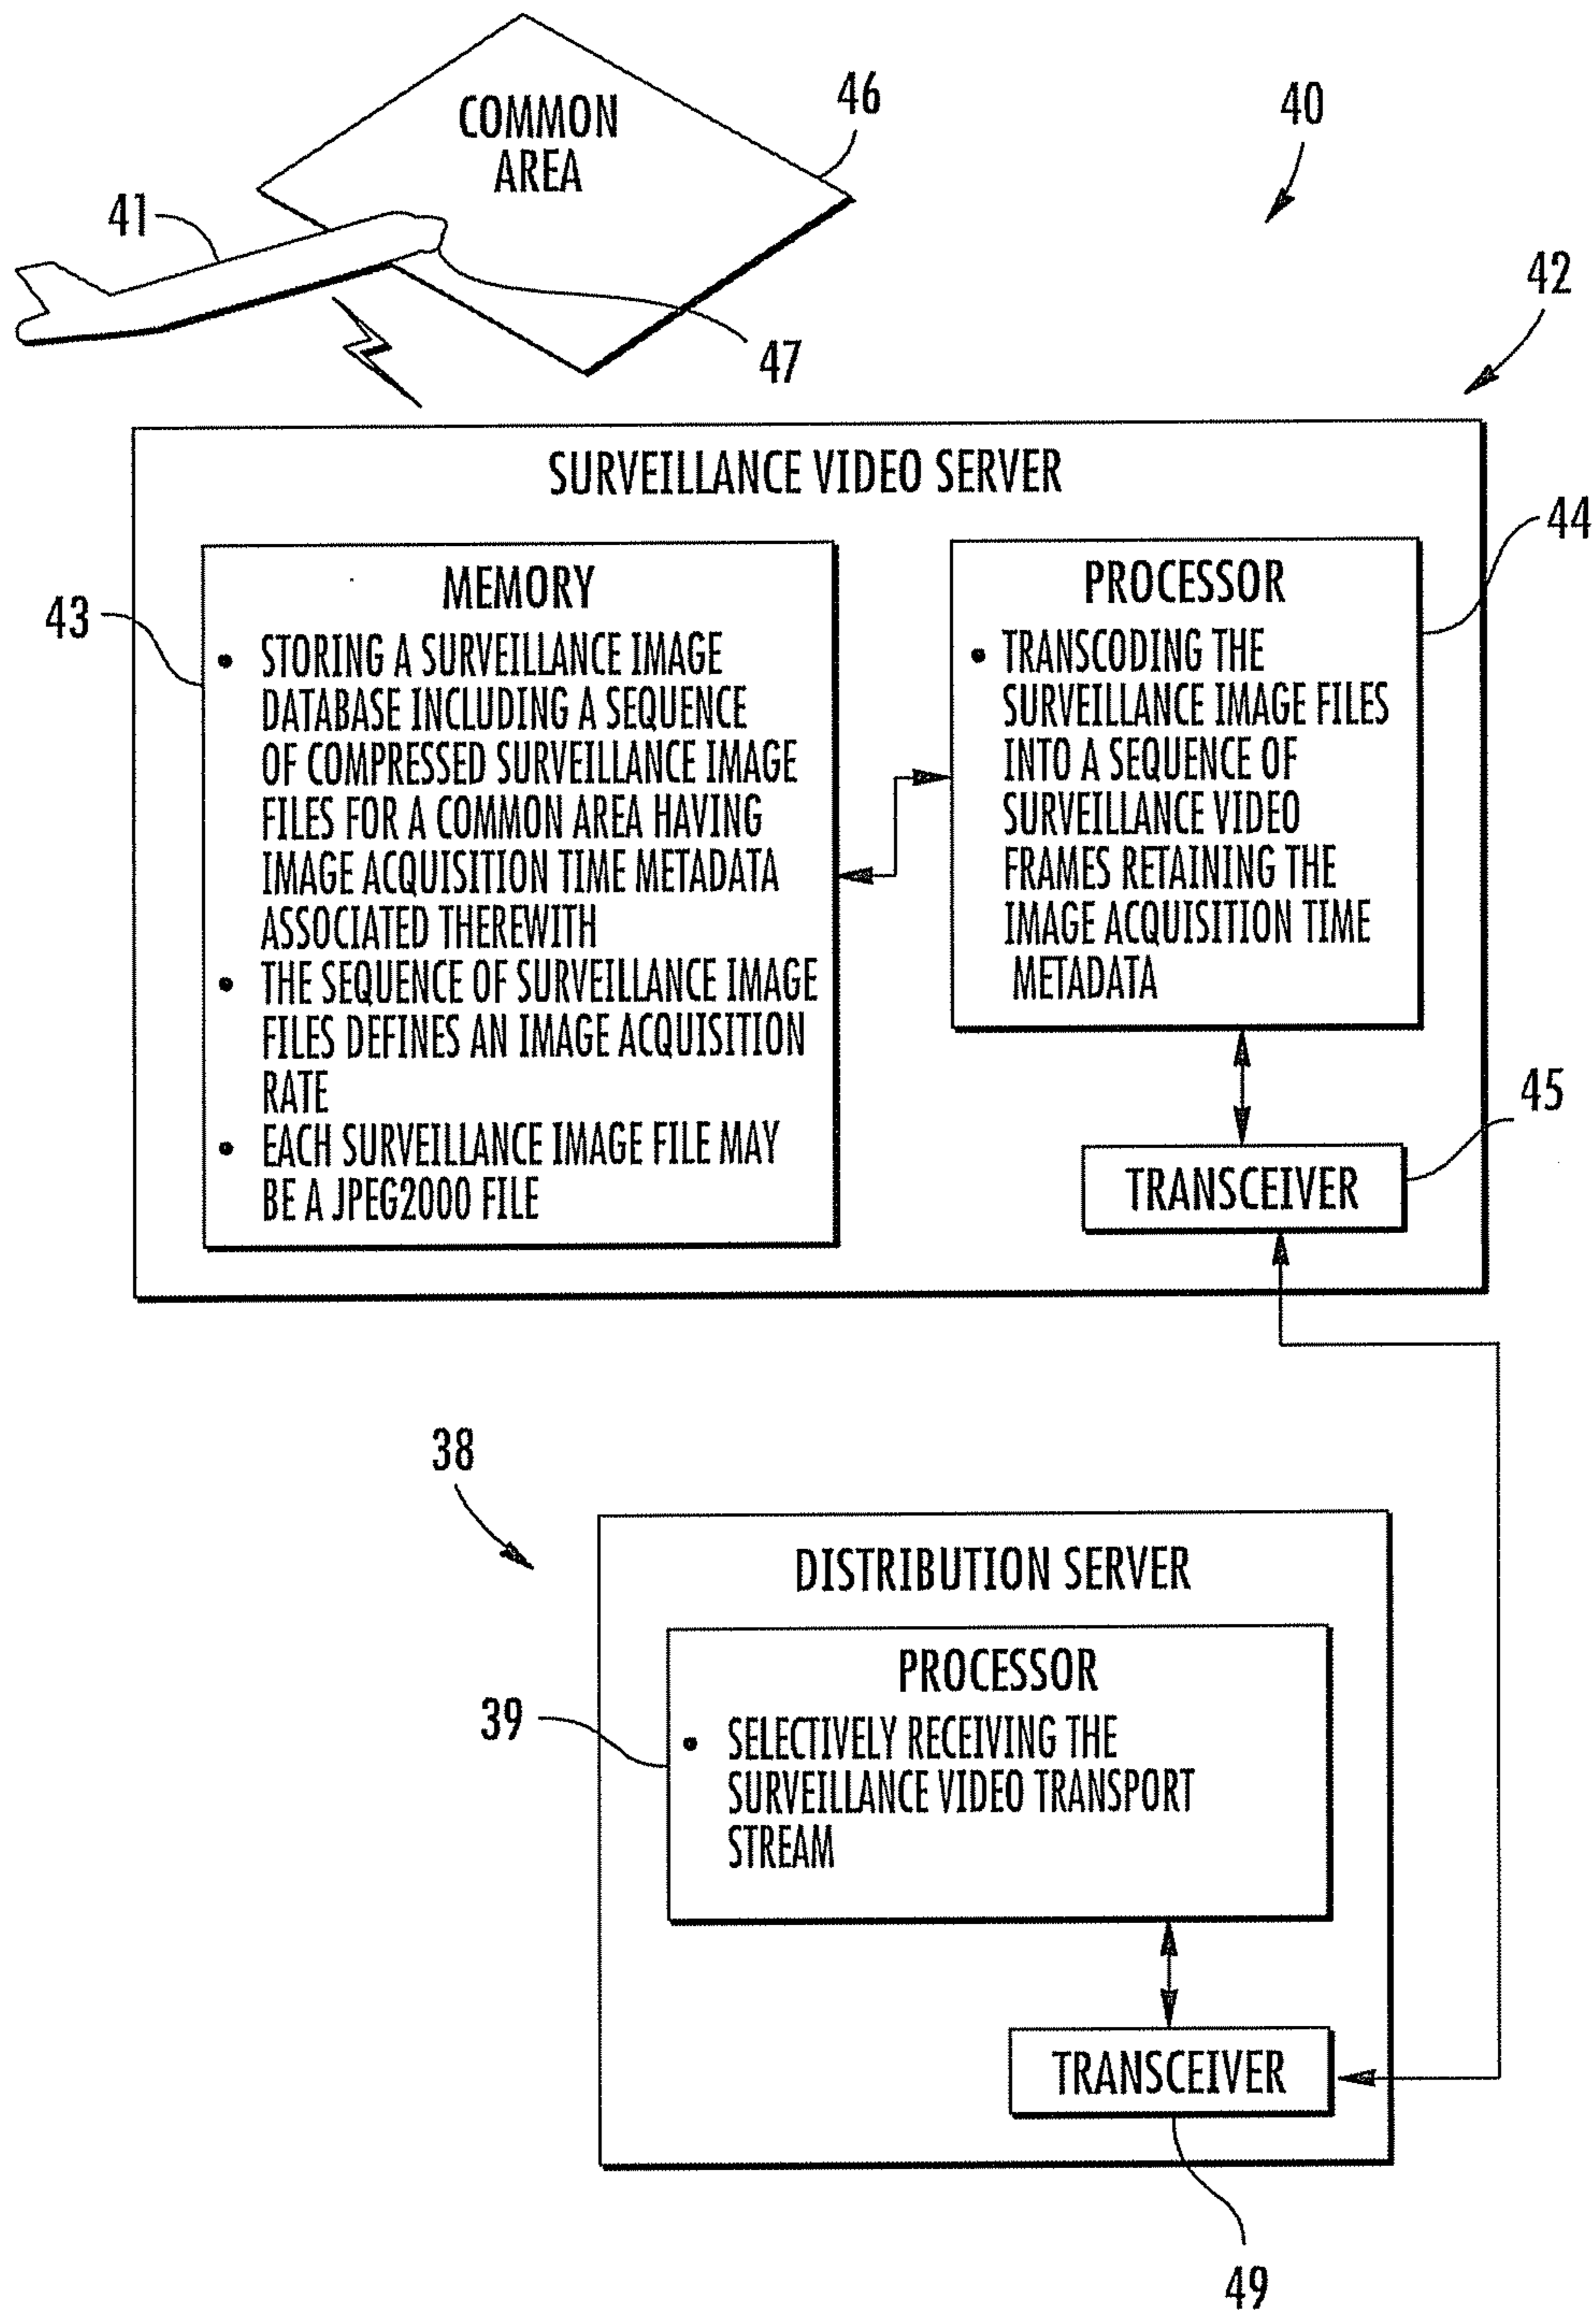 COMMON
AREA
46
40
41
42
47
SURVEILLANCE VIDEO SERVER
44
MEMORY
43
• STORING A SURVEILLANCE IMAGE
DATABASE INCLUDING A SEQUENCE
OF COMPRESSED SURVEILLANCE IMAGE
FILES FOR A COMMON AREA HAVING
IMAGE ACQUISITION TIME METADATA
ASSOCIATED THEREWITH
• THE SEQUENCE OF SURVEILLANCE IMAGE
FILES DEFINES AN IMAGE ACQUISITION
RATE
• EACH SURVEILLANCE IMAGE FILE MAY
BE A JPEG2000 FILE
PROCESSOR
• TRANSCODING THE
SURVEILLANCE IMAGE FILES
INTO A SEQUENCE OF
SURVEILLANCE VIDEO
FRAMES RETAINING THE
IMAGE ACQUISITION TIME
METADATA
45
TRANSCEIVER
38
DISTRIBUTION SERVER
PROCESSOR
39
• SELECTIVELY RECEIVING THE
SURVEILLANCE VIDEO TRANSPORT
STREAM
TRANSCEIVER
49